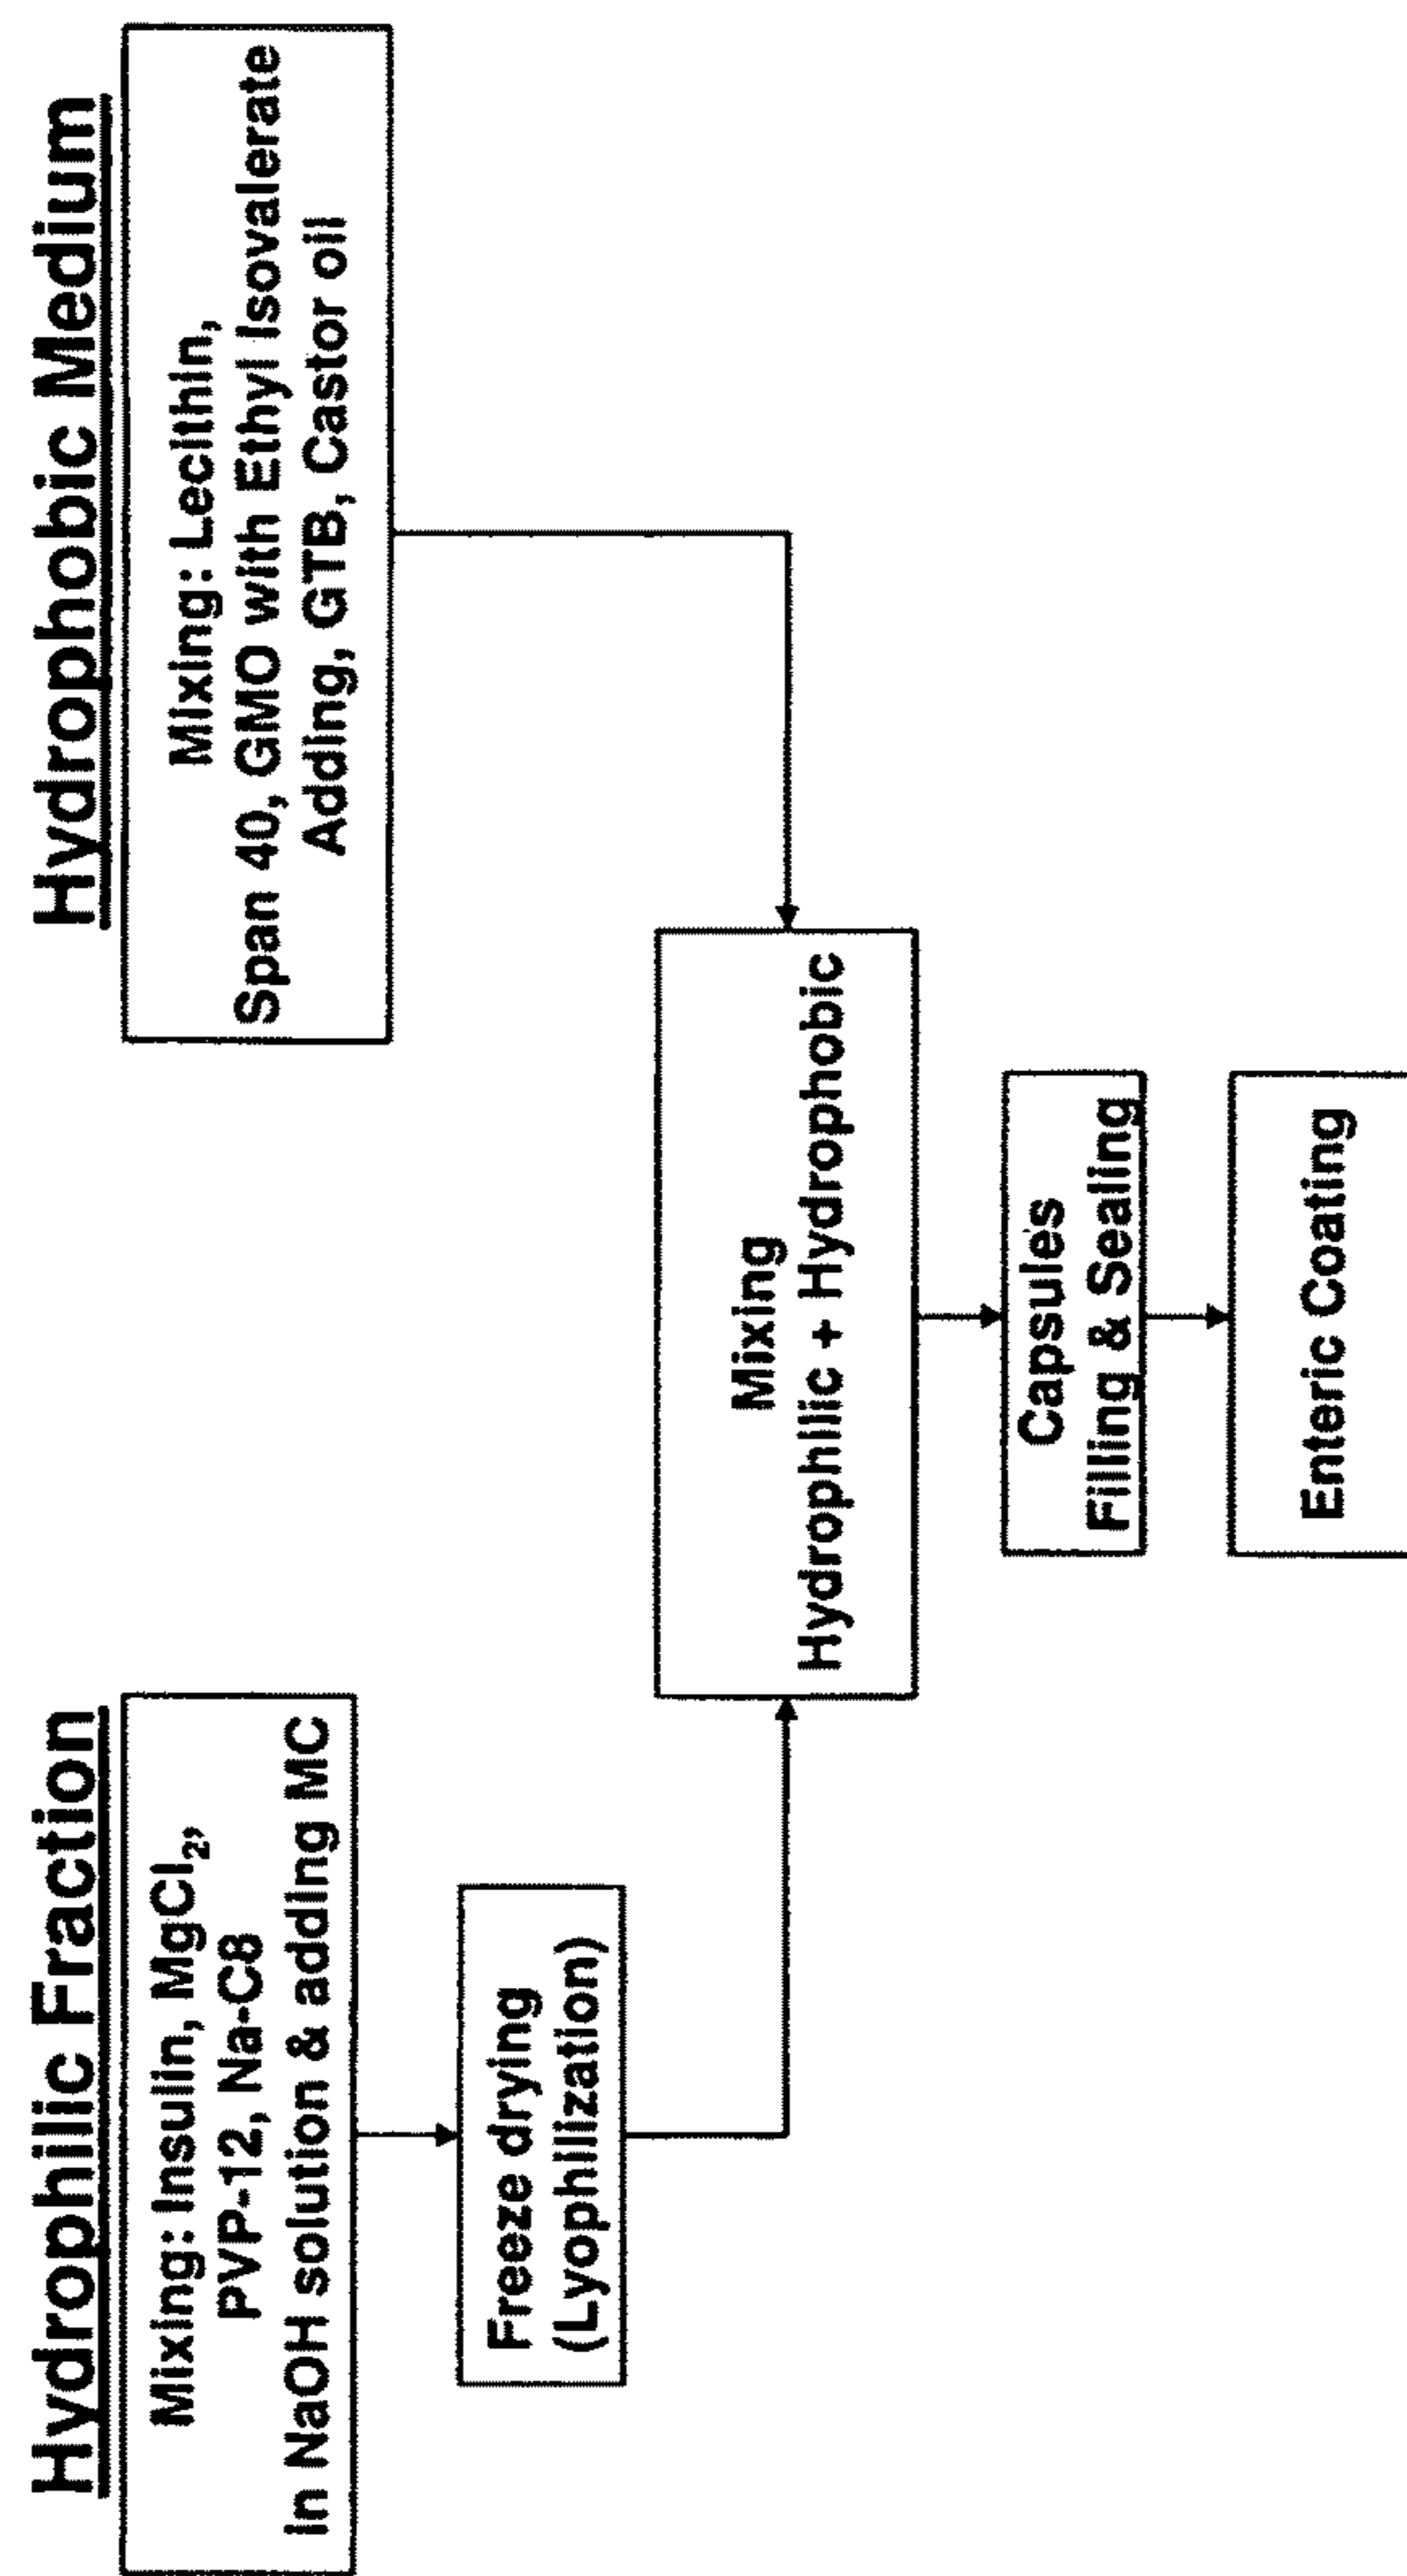 Hydrophilic Fraction
Mixing: Insulin, MgCl₂,
PVP-12, Na-C8
in NaOH solution & adding MC
Freeze drying
(Lyophilization)
Hydrophobic Medium
Mixing: Lecithin,
Span 40, GMO with Ethyl Isovalerate
Adding, GTB, Castor oil
Mixing
Hydrophilic + Hydrophobic
Capsules
Filling & Sealing
Enteric Coating